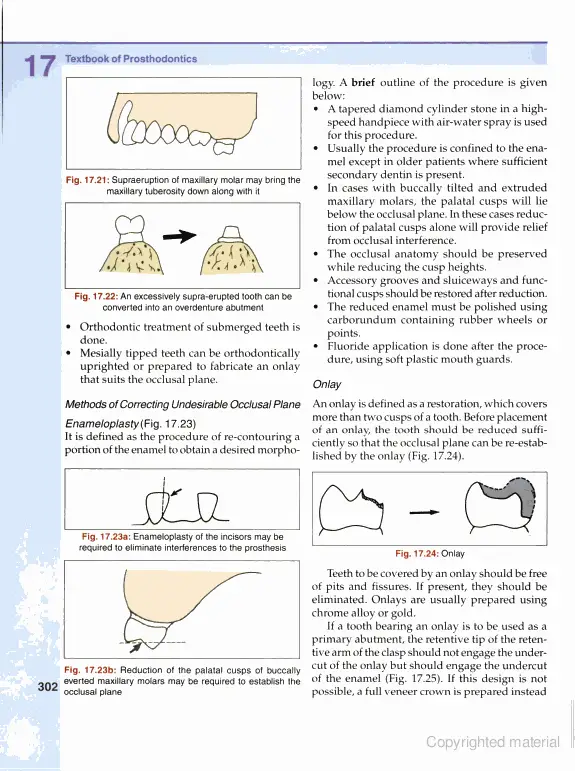 17
Textbook of Prosthodontics
Fig. 17.21: Supraeruption of maxillary molar may bring the
maxillary tuberosity down along with it
Fig. 17.22: An excessively supra-erupted tooth can be
converted into an overdenture abutment
• Orthodontic treatment of submerged teeth is
done.
• Mesially tipped teeth can be orthodontically
uprighted or prepared to fabricate an onlay
that suits the occlusal plane.
Methods of Correcting Undesirable Occlusal Plane
Enameloplasty (Fig. 17.23)
It is defined as the procedure of re-contouring a
portion of the enamel to obtain a desired morpho-
Fig. 17.23a: Enameloplasty of the incisors may be
required to eliminate interferences to the prosthesis
Fig. 17.23b: Reduction of the palatal cusps of buccally
everted maxillary molars may be required to establish the
occlusal plane
302
logy. A brief outline of the procedure is given
below:
• A tapered diamond cylinder stone in a high-
speed handpiece with air-water spray is used
for this procedure.
• Usually the procedure is confined to the ena-
mel except in older patients where sufficient
secondary dentin is present.
• In cases with buccally tilted and extruded
maxillary molars, the palatal cusps will lie
below the occlusal plane. In these cases reduc-
tion of palatal cusps alone will provide relief
from occlusal interference.
• The occlusal anatomy should be preserved
while reducing the cusp heights.
• Accessory grooves and sluiceways and func-
tional cusps should be restored after reduction.
• The reduced enamel must be polished using
carborundum containing rubber wheels or
points.
• Fluoride application is done after the proce-
dure, using soft plastic mouth guards.
Onlay
An onlay is defined as a restoration, which covers
more than two cusps of a tooth. Before placement
of an onlay, the tooth should be reduced suffi-
ciently so that the occlusal plane can be re-estab-
lished by the onlay (Fig. 17.24).
Fig. 17.24: Onlay
Teeth to be covered by an onlay should be free
of pits and fissures. If present, they should be
eliminated. Onlays are usually prepared using
chrome alloy or gold.
If a tooth bearing an onlay is to be used as a
primary abutment, the retentive tip of the reten-
tive arm of the clasp should not engage the under-
cut of the onlay but should engage the undercut
of the enamel (Fig. 17.25). If this design is not
possible, a full veneer crown is prepared instead
Copyrighted material